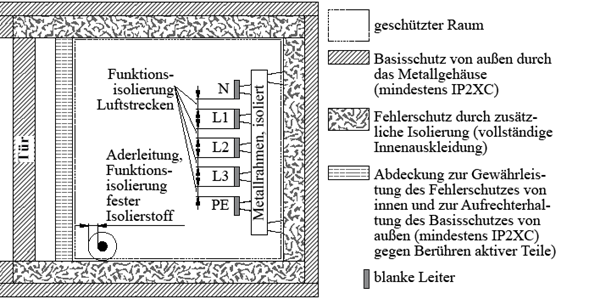 Funktions-
isolierung
Luftstrecken
N
L1
L2
L3
PE
Metallrahmen, isoliert
Tür
Aderleitung,
Funktions-
isolierung
fester
Isolierstoff
geschützter Raum
Basisschutz von außen durch
das Metallgehäuse
(mindestens IP2XC)
Fehlerschutz durch zusätz-
liche Isolierung (vollständige
Innenauskleidung)
Abdeckung zur Gewährleis-
tung des Fehlerschutzes von
innen und zur Aufrechterhal-
tung des Basisschutzes von
außen (mindestens IP2XC)
gegen Berühren aktiver Teile)
blanke Leiter